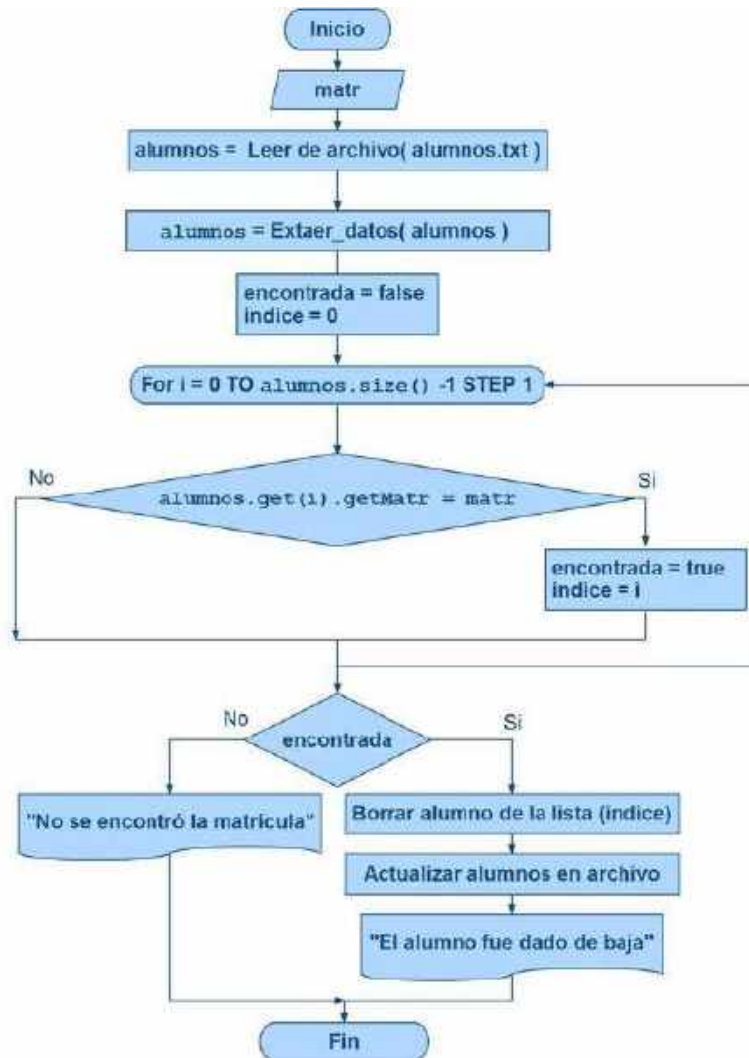 Inicio
matr
alumnos = Leer de archivo( alumnos.txt )
alumnos = Extaer_datos( alumnos )
encontrada = false
indice = 0
For i = 0 TO alumnos.size() -1 STEP 1
No
Si
alumnos.get(i).getMatr = matr
encontrada = true
indice = i
No
Si
encontrada
"No se encontró la matrícula"
Borrar alumno de la lista (indice)
Actualizar alumnos en archivo
"El alumno fue dado de baja"
Fin